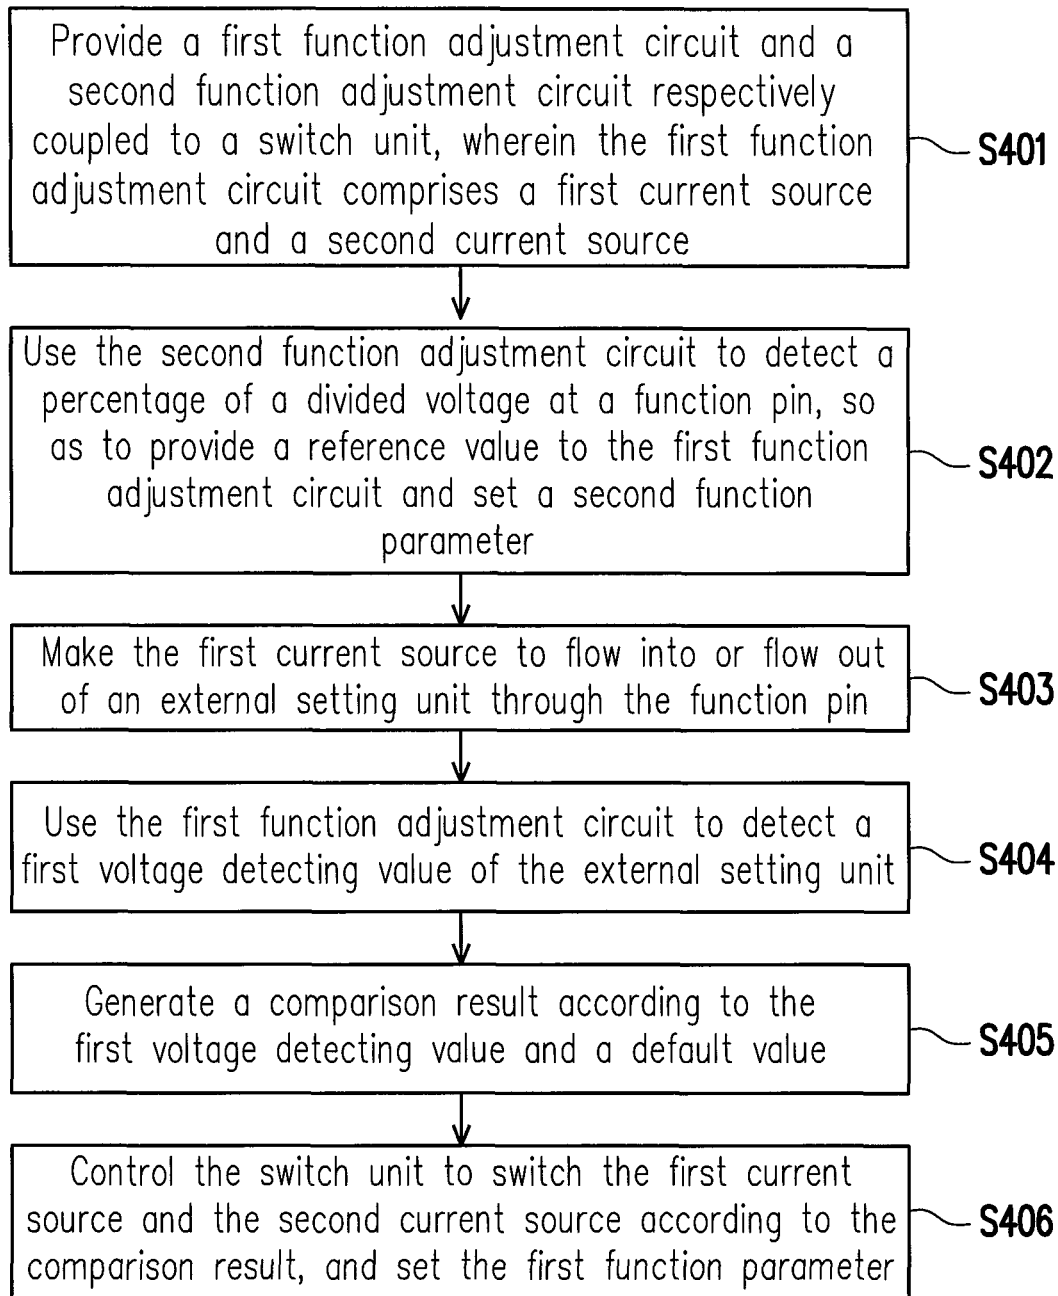 Provide a first function adjustment circuit and a
second function adjustment circuit respectively
coupled to a switch unit, wherein the first function
adjustment circuit comprises a first current source
and a second current source
S401
Use the second function adjustment circuit to detect a
percentage of a divided voltage at a function pin, so
as to provide a reference value to the first function
adjustment circuit and set a second function
parameter
S402
Make the first current source to flow into or flow out
of an external setting unit through the function pin
S403
Use the first function adjustment circuit to detect a
first voltage detecting value of the external setting unit
S404
Generate a comparison result according to the
first voltage detecting value and a default value
S405
Control the switch unit to switch the first current
source and the second current source according to the
comparison result, and set the first function parameter
S406